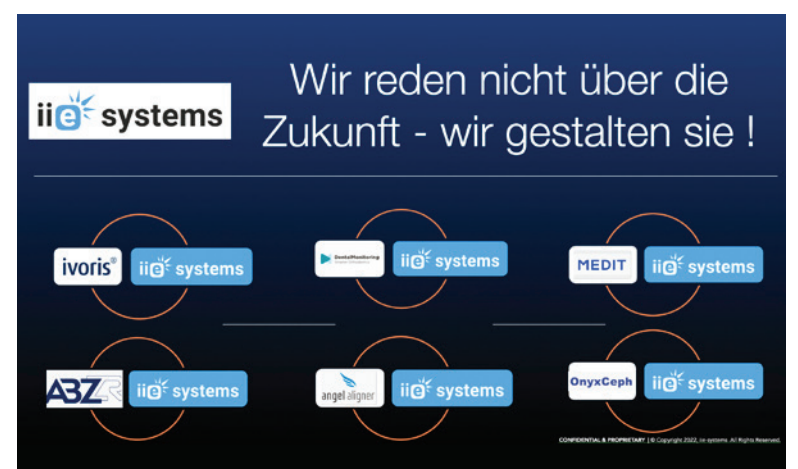 iie systems
Wir reden nicht über die
Zukunft - wir gestalten sie !
ivoris® iie systems
DentalMonitoring iie systems
MEDIT iie systems
ABZ ZR iie systems
angel aligner iie systems
OnyxCeph iie systems
CONFIDENTIAL & PROPRIETARY | © Copyright 2022, iie systems. All Rights Reserved.